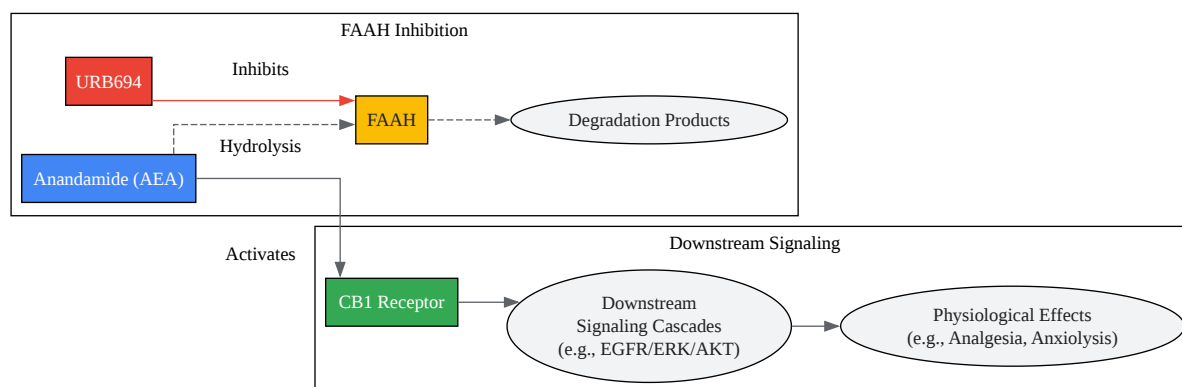 FAAH Inhibition
URB694
Inhibits
FAAH
Degradation Products
Hydrolysis
Anandamide (AEA)
Activates
Downstream Signaling
CB1 Receptor
Downstream
Signaling Cascades
(e.g., EGFR/ERK/AKT)
Physiological Effects
(e.g., Analgesia, Anxiolysis)